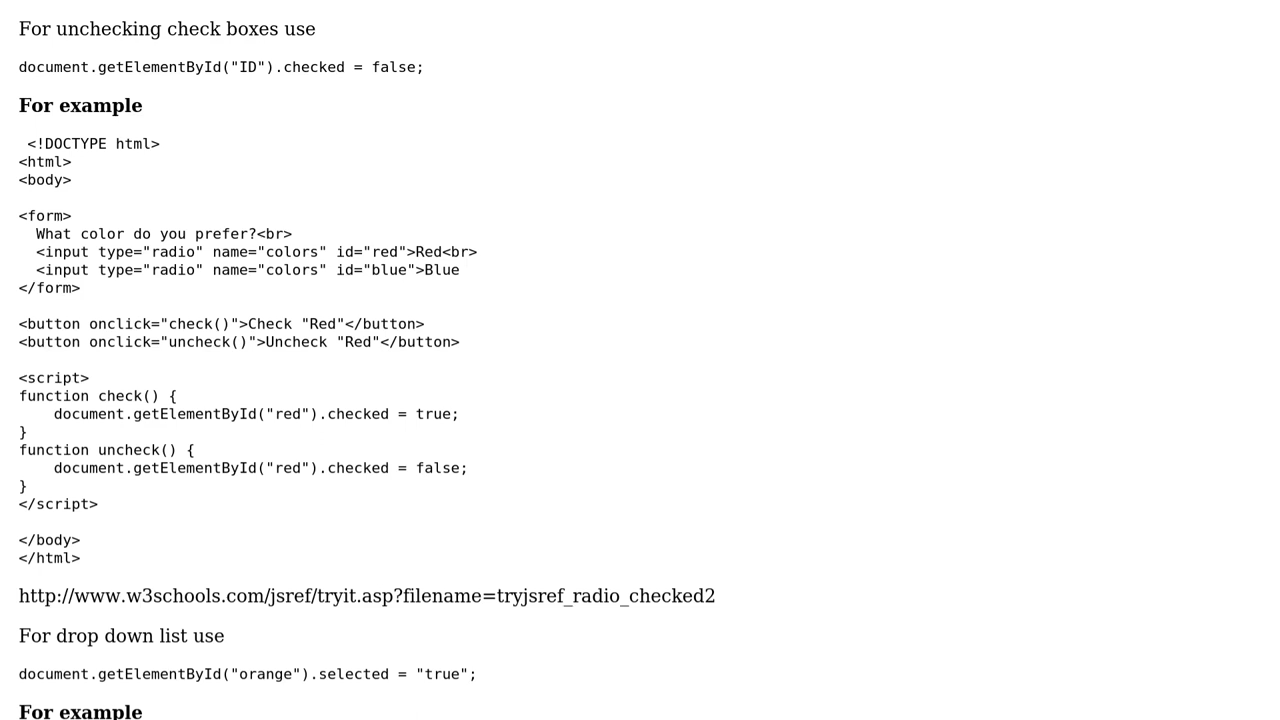 For unchecking check boxes use
document.getElementById("ID").checked = false;
For example
 <!DOCTYPE html>
<html>
<body>

<form>
  What color do you prefer?<br>
  <input type="radio" name="colors" id="red">Red<br>
  <input type="radio" name="colors" id="blue">Blue
</form>

<button onclick="check()">Check "Red"</button>
<button onclick="uncheck()">Uncheck "Red"</button>

<script>
function check() {
    document.getElementById("red").checked = true;
}
function uncheck() {
    document.getElementById("red").checked = false;
}
</script>

</body>
</html>
http://www.w3schools.com/jsref/tryit.asp?filename=tryjsref_radio_checked2
For drop down list use
document.getElementById("orange").selected = "true";
For example